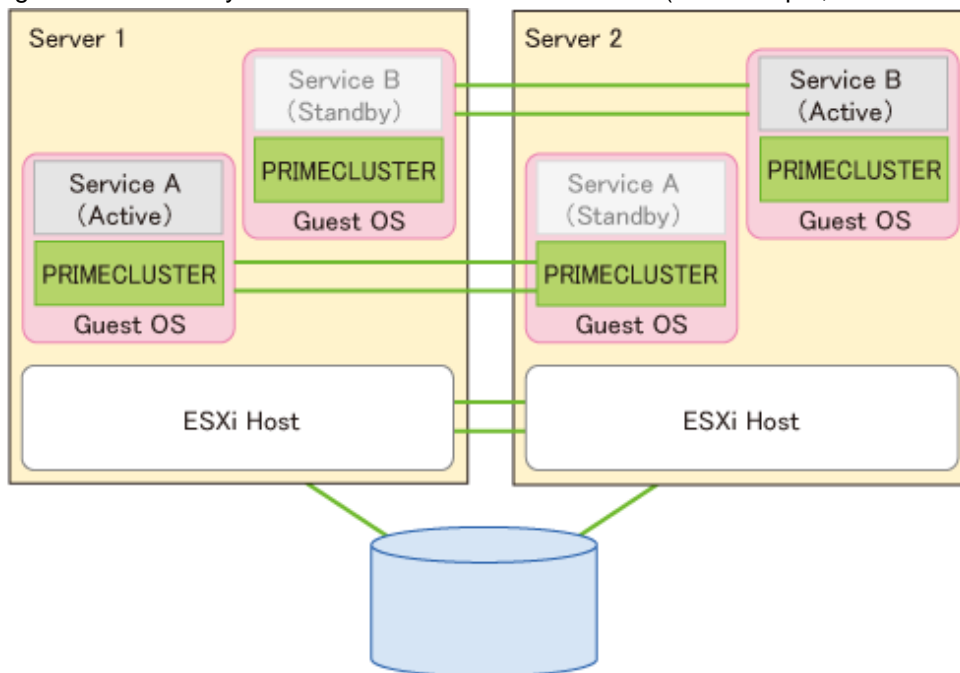 Server 1
Service B
(Standby)
PRIMECLUSTER
Guest OS
Service A
(Active)
PRIMECLUSTER
Guest OS
ESXi Host
Server 2
Service B
(Active)
PRIMECLUSTER
Guest OS
Service A
(Standby)
PRIMECLUSTER
Guest OS
ESXi Host